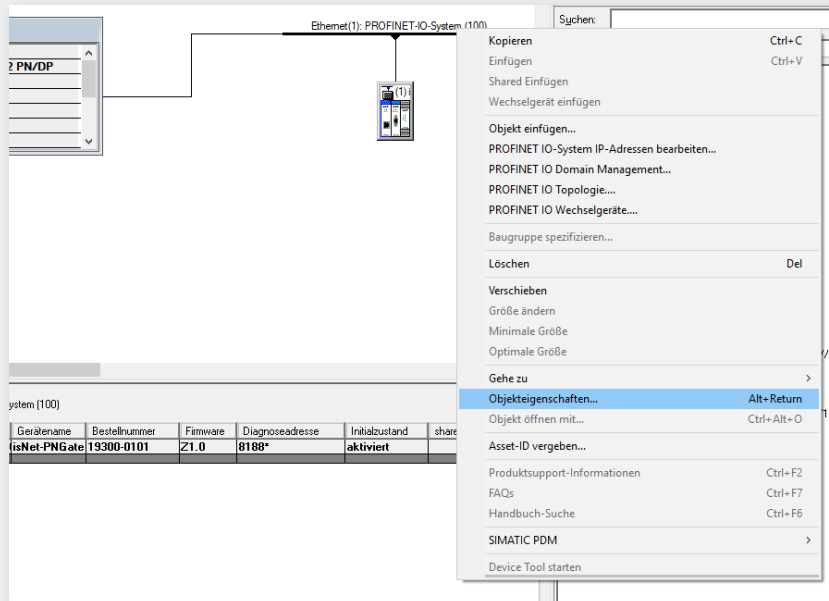 Ethernet(1): PROFINET-IO-System (100)
Suchen:
2 PN/DP
(1) i
Kopieren Ctrl+C
Einfügen Ctrl+V
Shared Einfügen
Wechselgerät einfügen
Objekt einfügen...
PROFINET IO-System IP-Adressen bearbeiten...
PROFINET IO Domain Management...
PROFINET IO Topologie....
PROFINET IO Wechselgeräte....
Baugruppe spezifizieren...
Löschen Del
Verschieben
Größe ändern
Minimale Größe
Optimale Größe
Gehe zu
Objekteigenschaften... Alt+Return
Objekt öffnen mit... Ctrl+Alt+O
Asset-ID vergeben...
Produktsupport-Informationen Ctrl+F2
FAQs Ctrl+F7
Handbuch-Suche Ctrl+F6
SIMATIC PDM
Device Tool starten
ystem (100)
Gerätename Bestellnummer Firmware Diagnoseadresse Initialzustand share
isNet-PNGate 19300-0101 Z1.0 8188* aktiviert